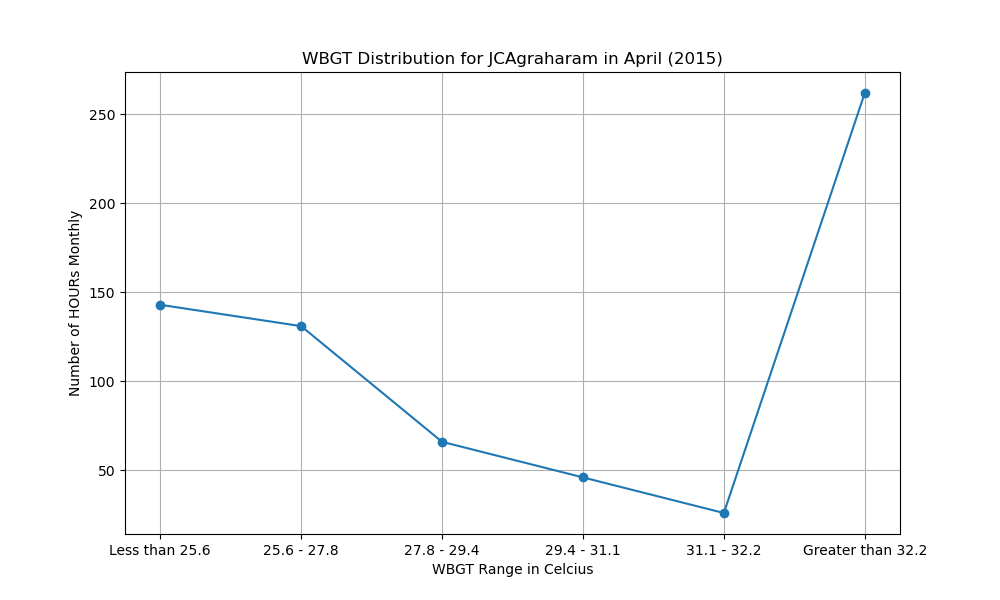 WBGT Distribution for JCAgraharam in April (2015)
Number of HOURs Monthly
250
200
150
100
50
Less than 25.6 25.6 - 27.8 27.8 - 29.4 29.4 - 31.1 31.1 - 32.2 Greater than 32.2
WBGT Range in Celcius